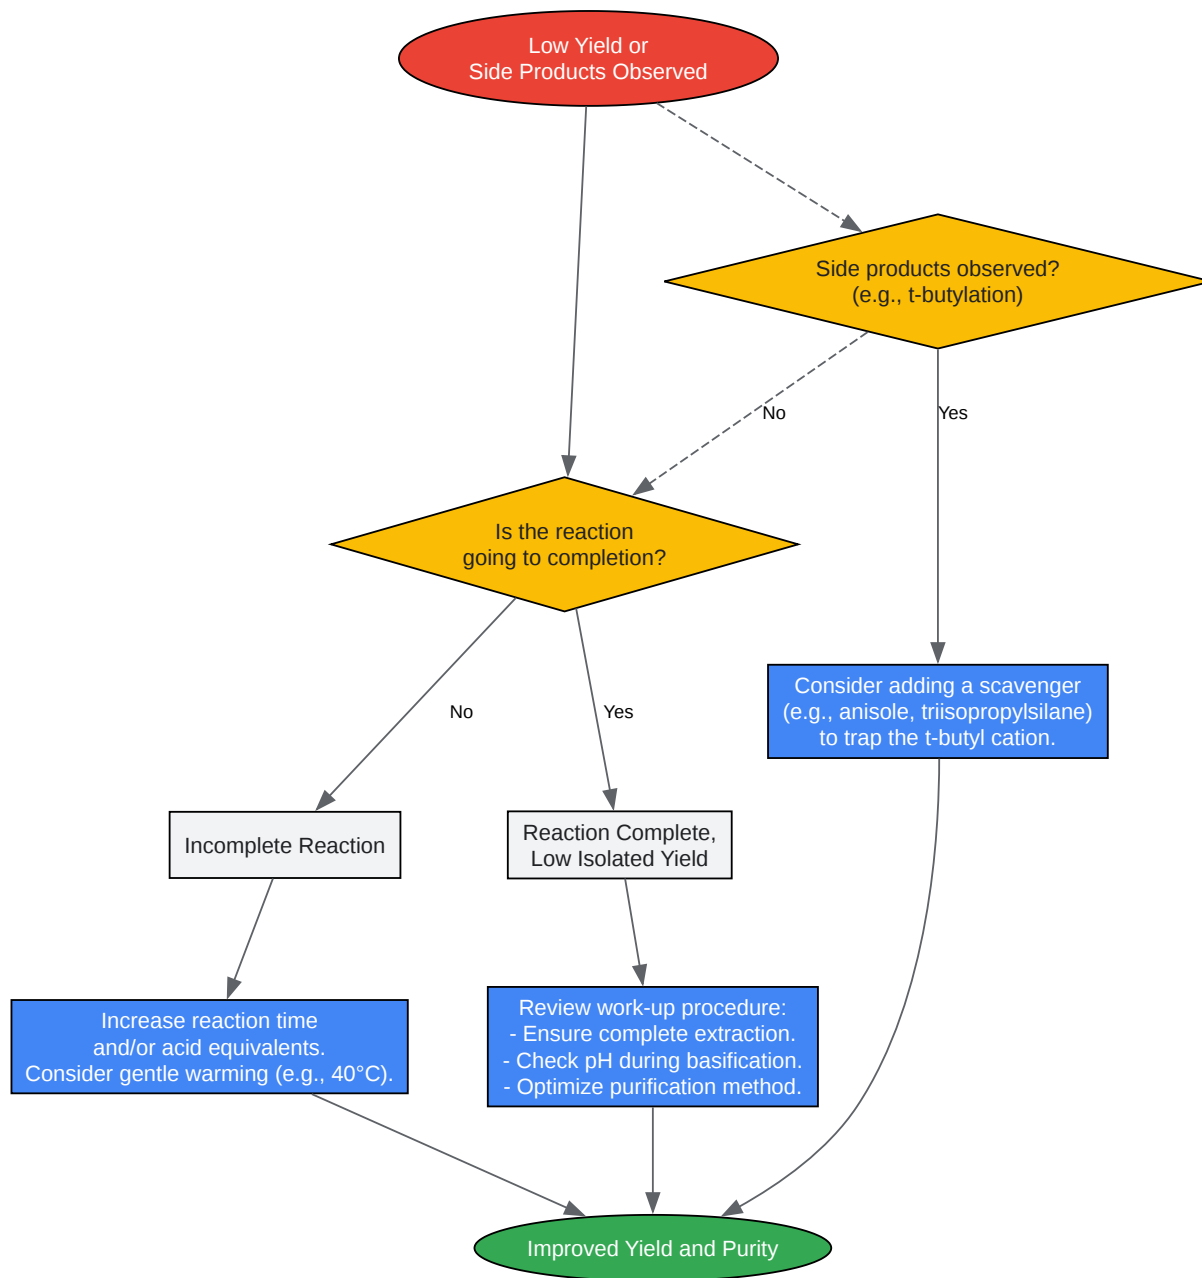 Low Yield or
Side Products Observed
Side products observed?
(e.g., t-butylation)
No
Yes
Is the reaction
going to completion?
No
Yes
Consider adding a scavenger
(e.g., anisole, triisopropylsilane)
to trap the t-butyl cation.
Incomplete Reaction
Reaction Complete,
Low Isolated Yield
Increase reaction time
and/or acid equivalents.
Consider gentle warming (e.g., 40°C).
Review work-up procedure:
- Ensure complete extraction.
- Check pH during basification.
- Optimize purification method.
Improved Yield and Purity